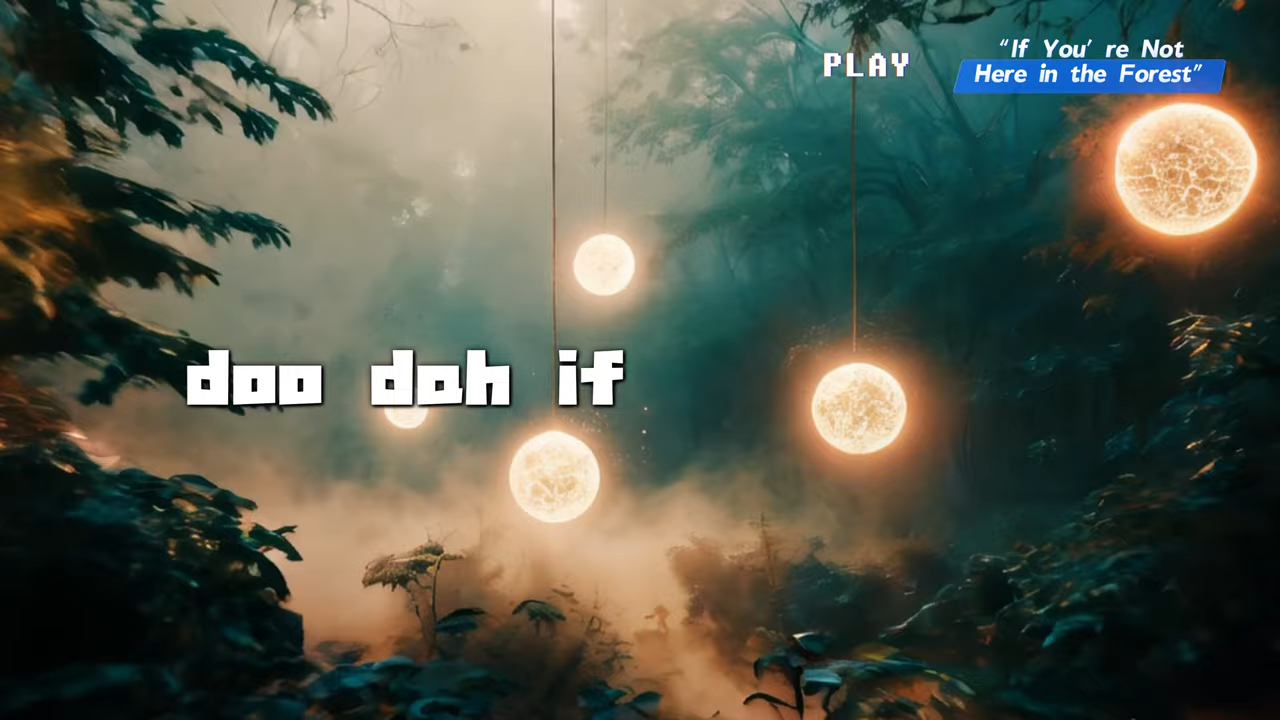 PLAY
“If You’ re Not
Here in the Forest”
doo dah if